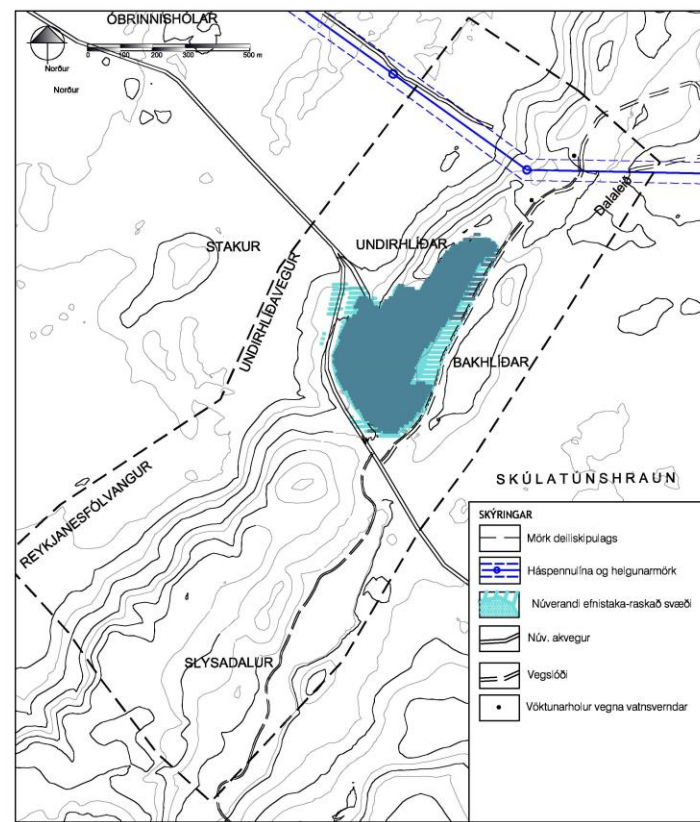 ÓBRINNISHÓLAR
0 100 200 300 500 m
Norður
Norður
STAKUR
UNDIRHLÍÐAVEGUR
UNDIRHLÍÐAR
Dalaleið
BAKHLÍÐAR
REYKJANESFÓLVANGUR
SKÚLATÚNSHRAUN
SLYSADALUR
SKÝRINGAR
Mörk deiliskipulags
Háspennulína og helgunarmörk
Núverandi efnistaka-raskað svæði
Núv. akvegur
Vegslóði
Vöktunarholur vegna vatnsverndar